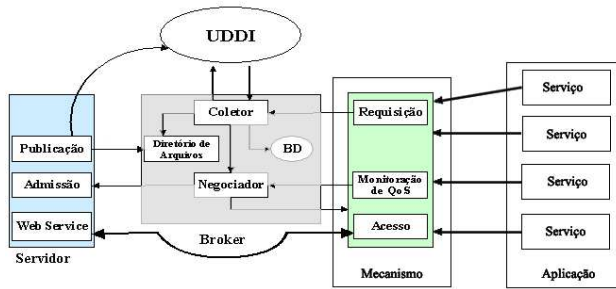 UDDI
Coletor
Requisição
Serviço
Serviço
Publicação
Diretório de
Arquivos
BD
Admissão
Negociador
Monitoração
de QoS
Serviço
Web Service
Acesso
Serviço
Broker
Servidor
Mecanismo
Aplicação